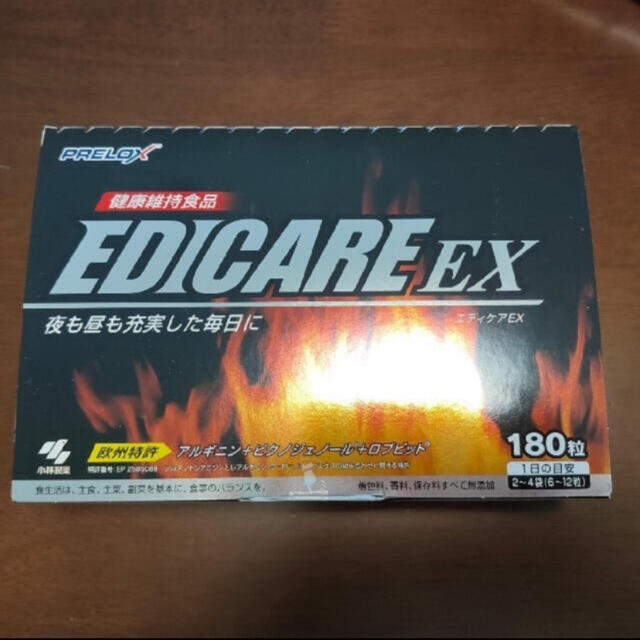 PRELOX
健康維持食品
EDICARE EX
エディケアEX
夜も昼も充実した毎日に
小林製薬
欧州特許
アルギニン+ピクノジェノール®+ロブビット®
180粒
1日の目安
2〜4袋(6〜12粒)
食生活は、主食、主菜、副菜を基本に、食事のバランスを。
着色料、香料、保存料すべて無添加